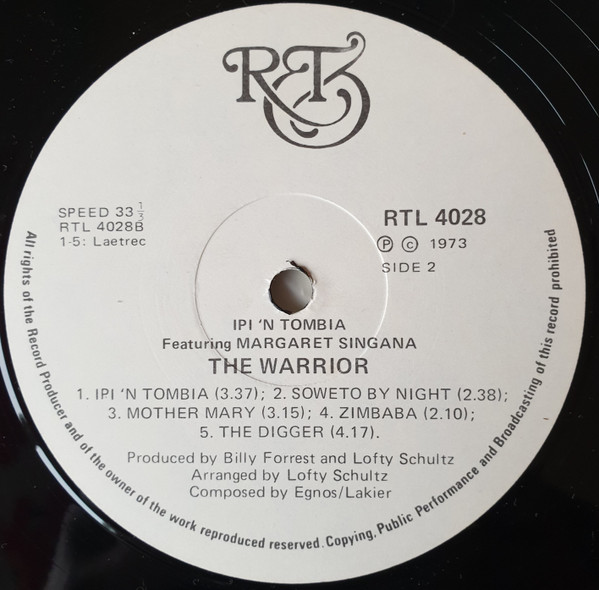 R&T
SPEED 33 1/3
RTL 4028B
1-5: Laetrec
RTL 4028
Ⓟ © 1973
SIDE 2
IPI 'N TOMBIA
Featuring MARGARET SINGANA
THE WARRIOR
1. IPI 'N TOMBIA (3.37); 2. SOWETO BY NIGHT (2.38);
3. MOTHER MARY (3.15); 4. ZIMBABA (2.10);
5. THE DIGGER (4.17).
Produced by Billy Forrest and Lofty Schultz
Arranged by Lofty Schultz
Composed by Egnos/Lakier
All rights of the Record Producer and of the owner of the work reproduced reserved. Copying, Public Performance and Broadcasting of this record prohibited